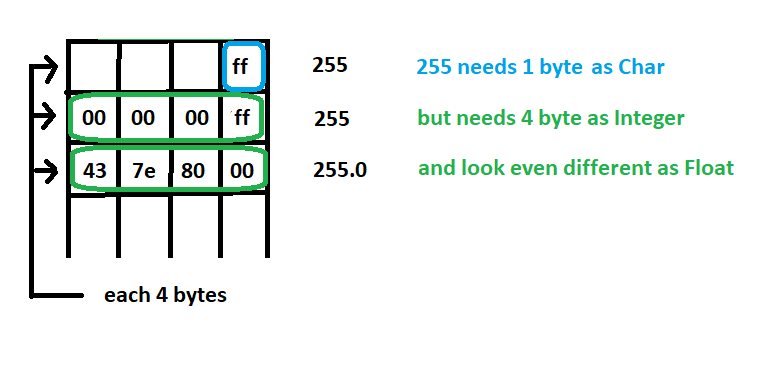 ff 255 255 needs 1 byte as Char
00 00 00 ff 255 but needs 4 byte as Integer
43 7e 80 00 255.0 and look even different as Float
each 4 bytes